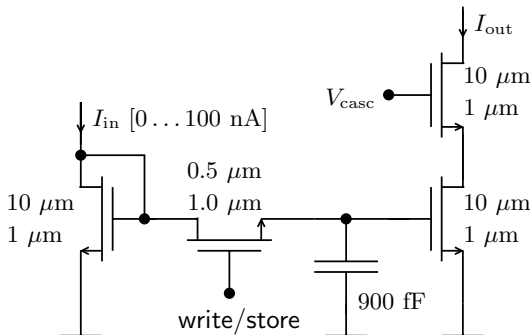 I_out
10 μm
V_casc
1 μm
I_in [0 . . . 100 nA]
0.5 μm
10 μm
1.0 μm
10 μm
1 μm
1 μm
900 fF
write/store